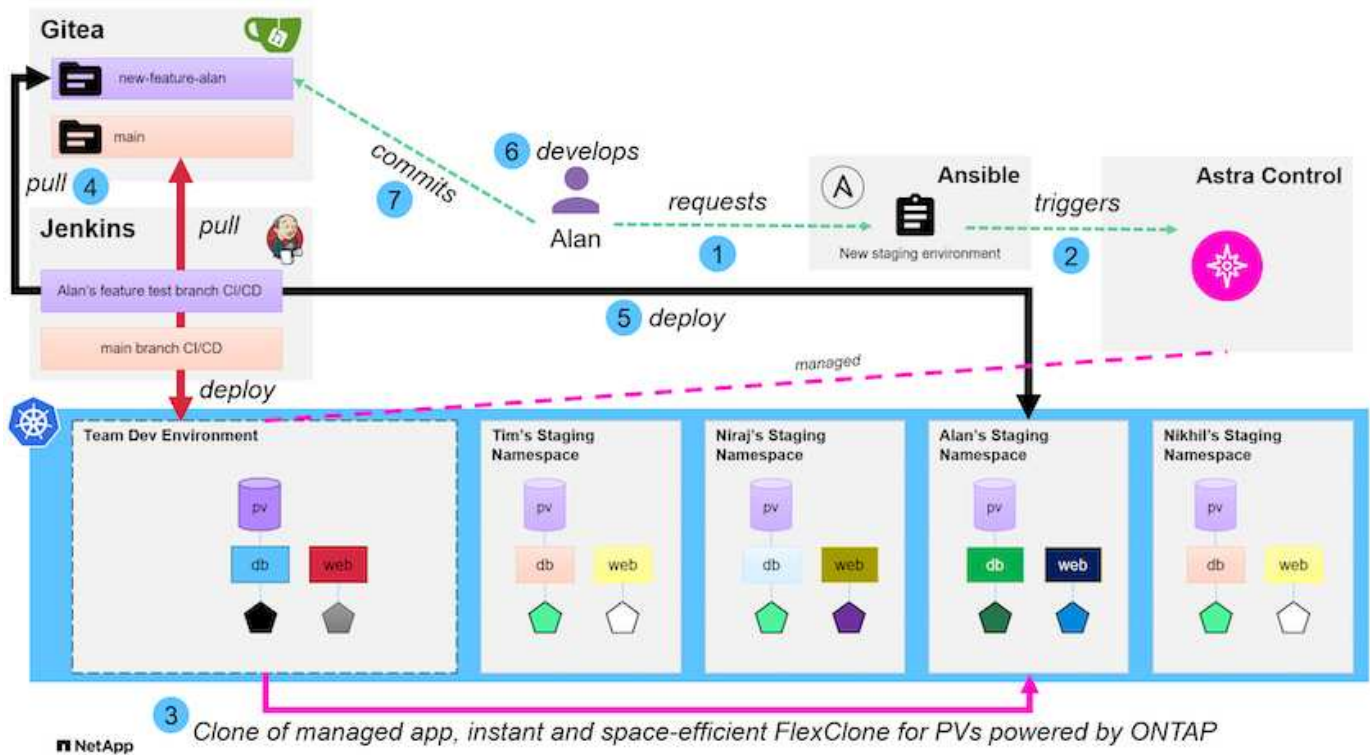 Gitea
new-feature-alan
main
pull 4
pull
Jenkins
Alan's feature test branch CI/CD
main branch CI/CD
deploy
commits
7
6 develops
Alan
requests
1
Ansible
New staging environment
triggers
2
Astra Control
5 deploy
managed
Team Dev Environment
pv
db
web
Tim's Staging
Namespace
pv
db
web
Niraj's Staging
Namespace
pv
db
web
Alan's Staging
Namespace
pv
db
web
Nikhil's Staging
Namespace
pv
db
web
3 Clone of managed app, instant and space-efficient FlexClone for PVs powered by ONTAP
NetApp